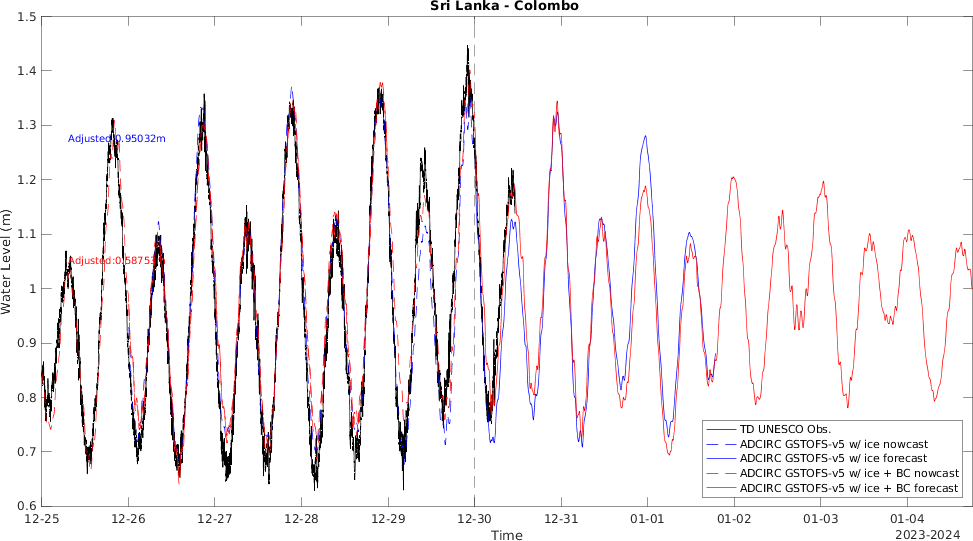 Sri Lanka - Colombo
1.5
1.4
1.3
1.2
1.1
1
0.9
0.8
0.7
0.6
Water Level (m)
Adjusted:0.95032m
Adjusted:0.58753
12-25
12-26
12-27
12-28
12-29
12-30
12-31
01-01
01-02
01-03
01-04
Time
2023-2024
TD UNESCO Obs.
ADCIRC GSTOFS-v5 w/ ice nowcast
ADCIRC GSTOFS-v5 w/ ice forecast
ADCIRC GSTOFS-v5 w/ ice + BC nowcast
ADCIRC GSTOFS-v5 w/ ice + BC forecast